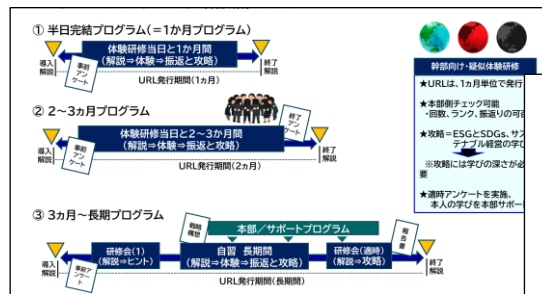 ① 半日完結プログラム(=1か月プログラム)
導入
解説
事前
アン
ケート
体験研修当日と1か月間
(解説⇒体験⇒振返と攻略)
URL発行期間(1ヵ月)
終了
解説
② 2~3ヵ月プログラム
導入
解説
事前
アン
ケート
体験研修当日と2~3か月間
(解説⇒体験⇒振返と攻略)
URL発行期間(2ヵ月)
終了
アン
ケート
終了
解説
③ 3ヵ月~長期プログラム
導入
解説
事前ア
ンケー
ト
研修会(1)
(解説⇒ヒント)
戦略
構想
本部/サポートプログラム
自習 長期間
(解説⇒体験⇒振返と攻略)
研修会(適時)
(解説⇒攻略)
報
告
書
URL発行期間(長期間)
終了
解説
幹部向け・疑似体験研修
★URLは、1ヵ月単位で発行
★本部側チェック可能
・回数、ランク、振返りの可
★攻略=ESGとSDGs、サス
テナブル経営の学び
※攻略には学びの深さが必
要
★適時アンケートを実施、
本人の学びを本部サポー